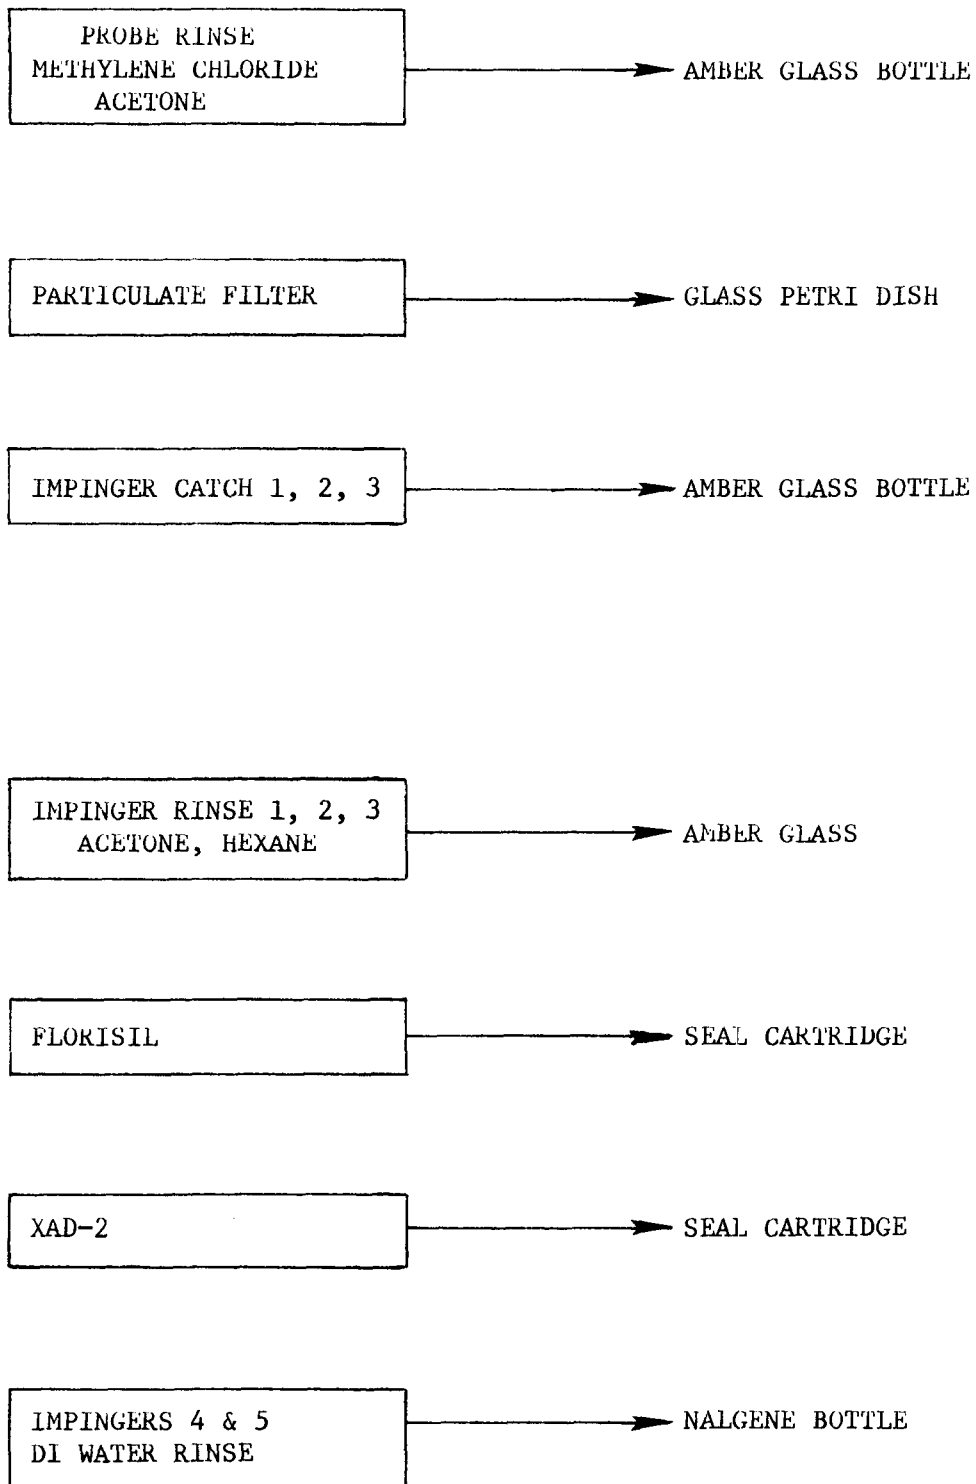 PROBE RINSE
METHYLENE CHLORIDE
ACETONE
AMBER GLASS BOTTLE
PARTICULATE FILTER
GLASS PETRI DISH
IMPINGER CATCH 1, 2, 3
AMBER GLASS BOTTLE
IMPINGER RINSE 1, 2, 3
ACETONE, HEXANE
AMBER GLASS
FLORISIL
SEAL CARTRIDGE
XAD-2
SEAL CARTRIDGE
IMPINGERS 4 & 5
DI WATER RINSE
NALGENE BOTTLE